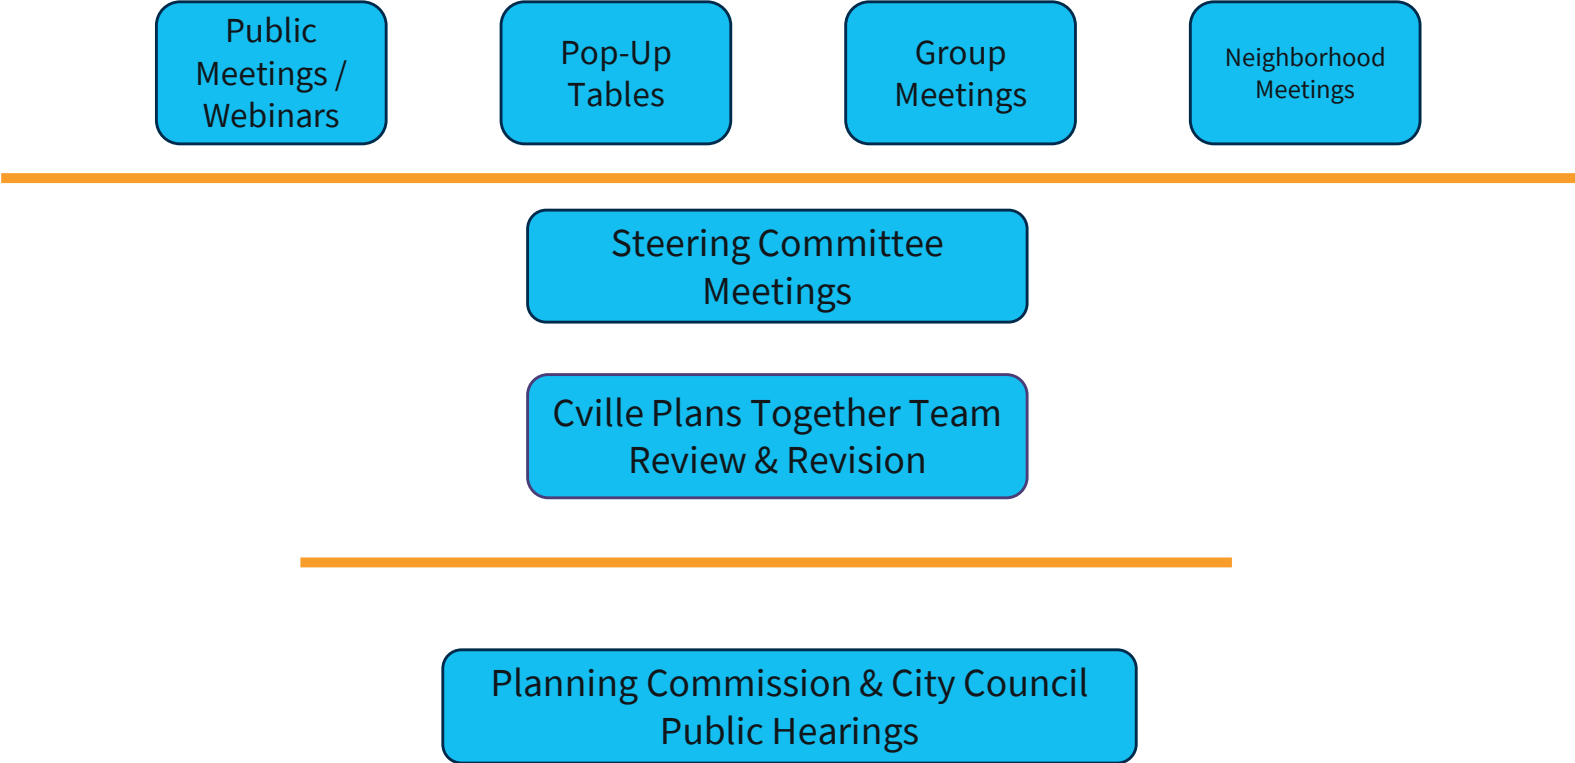 Public
Meetings /
Webinars
Pop-Up
Tables
Group
Meetings
Neighborhood
Meetings
Steering Committee
Meetings
Cville Plans Together Team
Review & Revision
Planning Commission & City Council
Public Hearings